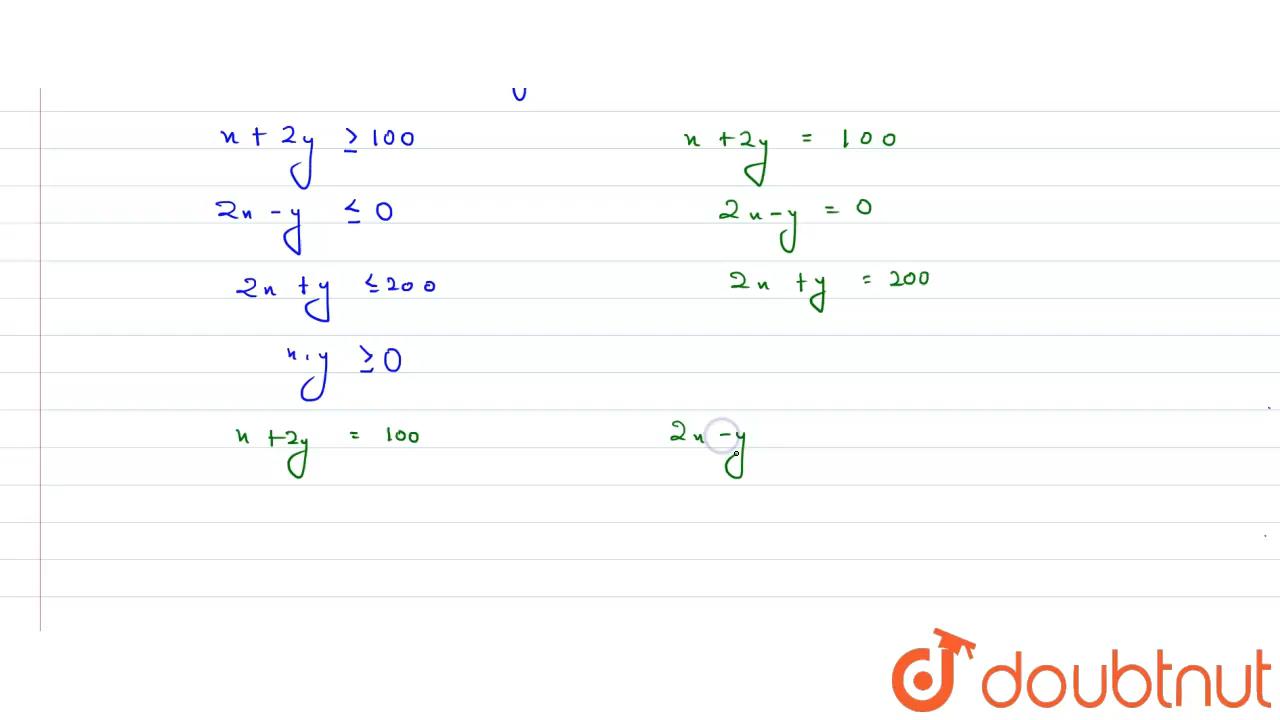 x + 2y ≥ 100
x + 2y = 100
2x - y ≤ 0
2x - y = 0
2x + y ≤ 200
2x + y = 200
x, y ≥ 0
x + 2y = 100
2x - y
doubtnut